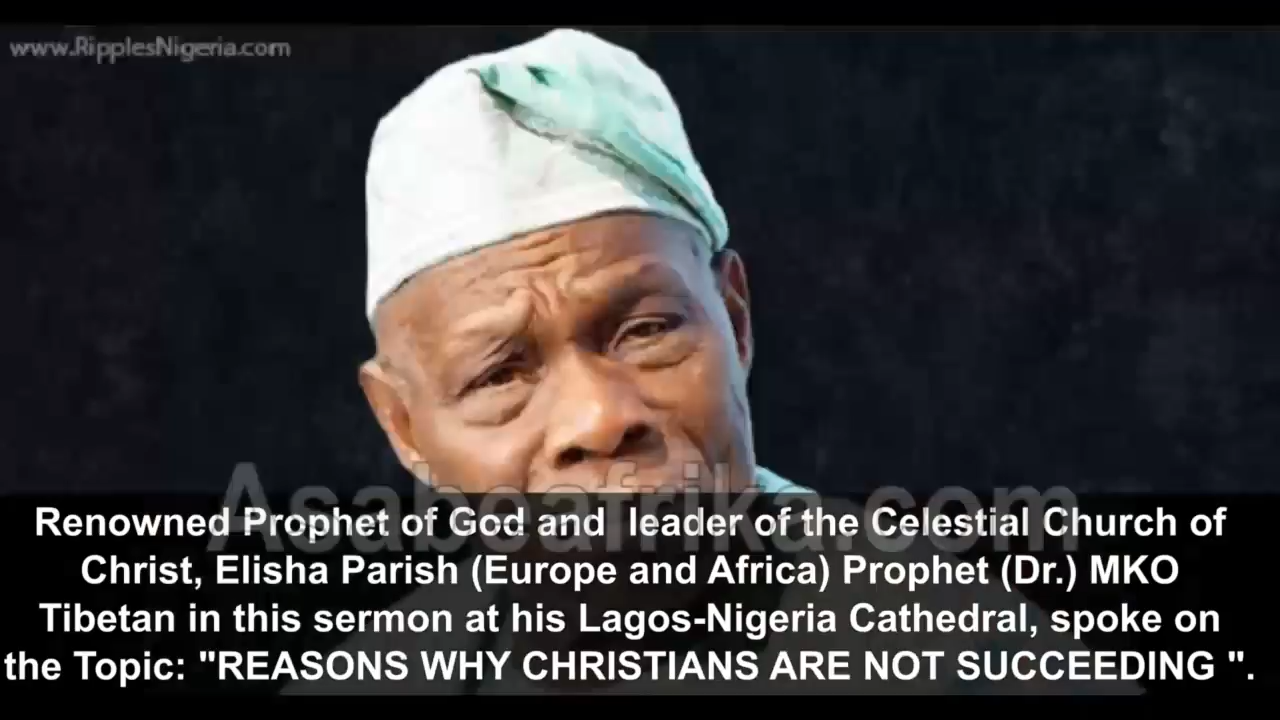 www.RipplesNigeria.com
Asabeafrika.com
Renowned Prophet of God and leader of the Celestial Church of
Christ, Elisha Parish (Europe and Africa) Prophet (Dr.) MKO
Tibetan in this sermon at his Lagos-Nigeria Cathedral, spoke on
the Topic: "REASONS WHY CHRISTIANS ARE NOT SUCCEEDING ".